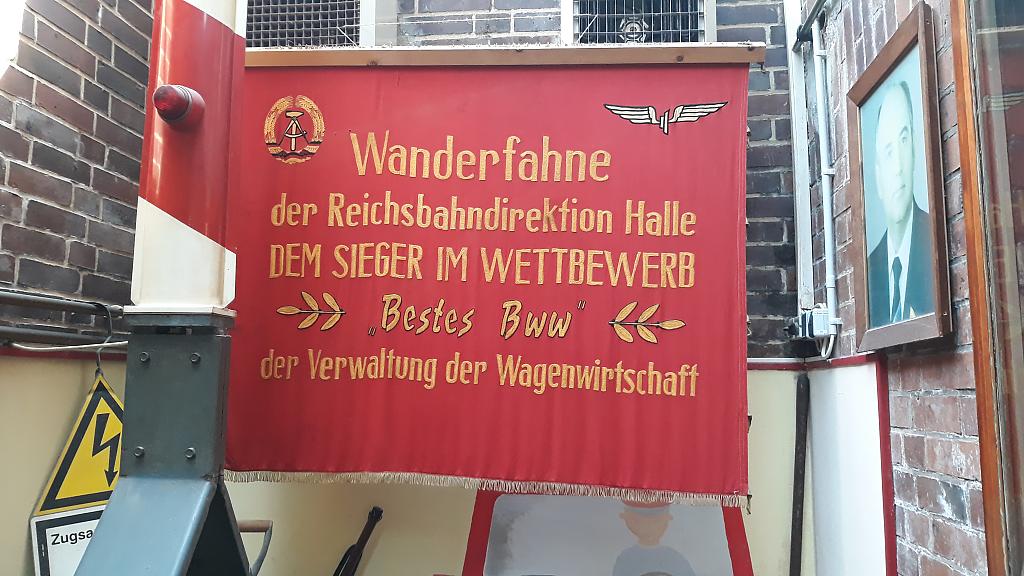 Wanderfahne
der Reichsbahndirektion Halle
DEM SIEGER IM WETTBEWERB
„Bestes Bww"
der Verwaltung der Wagenwirtschaft